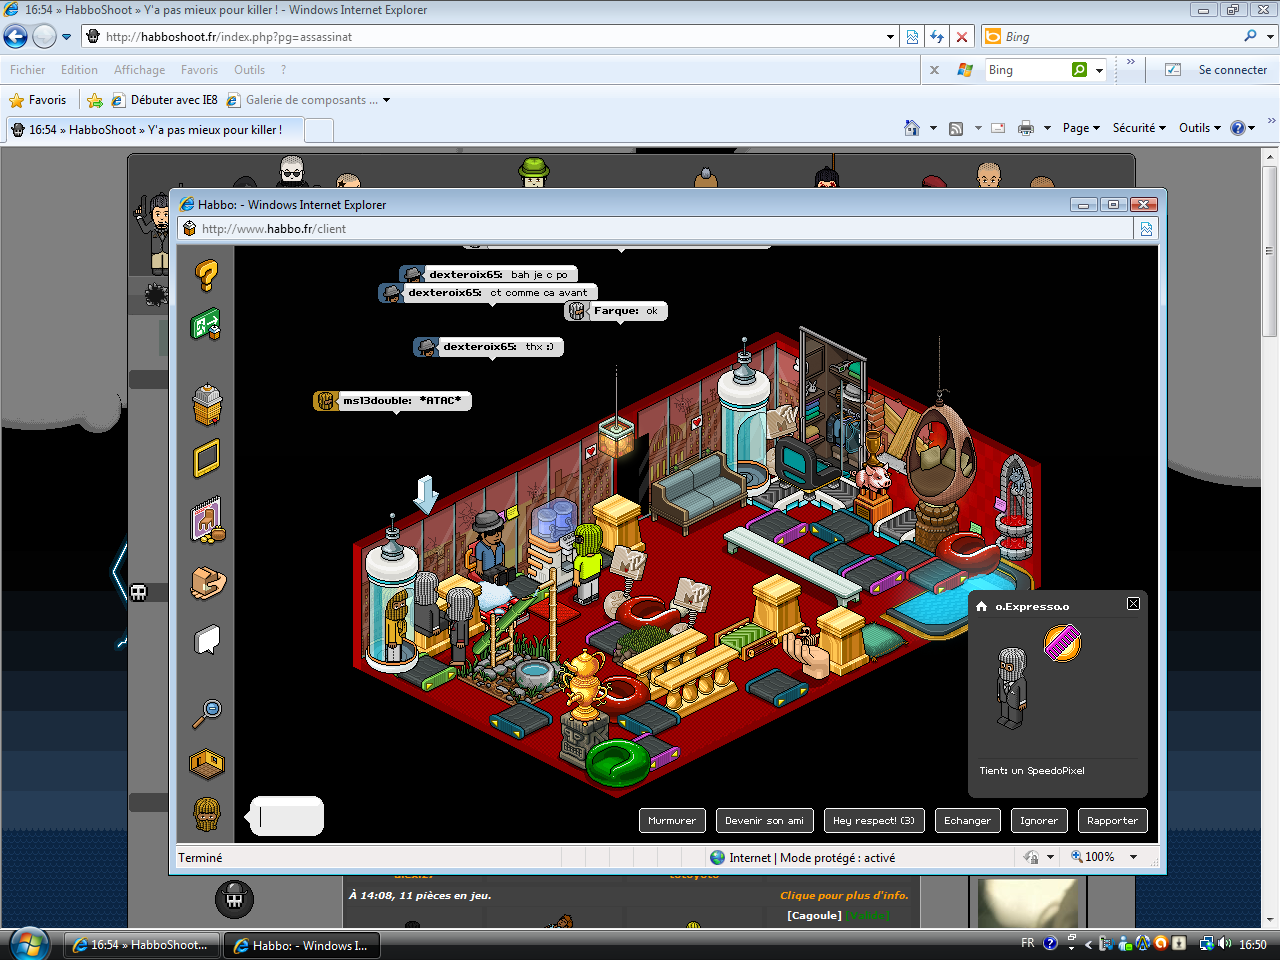 16:54 » HabboShoot » Y'a pas mieux pour killer ! - Windows Internet Explorer
http://habboshoot.fr/index.php?pg=assassinat
Bing
Fichier Edition Affichage Favoris Outils ?
Bing
Se connecter
Favoris
Débuter avec IE8
Galerie de composants ...
16:54 » HabboShoot » Y'a pas mieux pour killer !
Page
Sécurité
Outils
Habbo: - Windows Internet Explorer
http://www.habbo.fr/client
dexteroix65: bah je c po
dexteroix65: ct comme ca avant
Farque: ok
dexteroix65: thx :)
ms13double: *ATAC*
MTV
MTV
MTV
o.Expresso.o
Tient: un SpeedoPixel
Murmurer
Devenir son ami
Hey respect! (3)
Echanger
Ignorer
Rapporter
Terminé
Internet | Mode protégé : activé
100%
À 14:08, 11 pièces en jeu.
Clique pour plus d'info.
[Cagoule] [Valide]
16:54 » HabboShoot...
Habbo: - Windows I...
FR
16:50